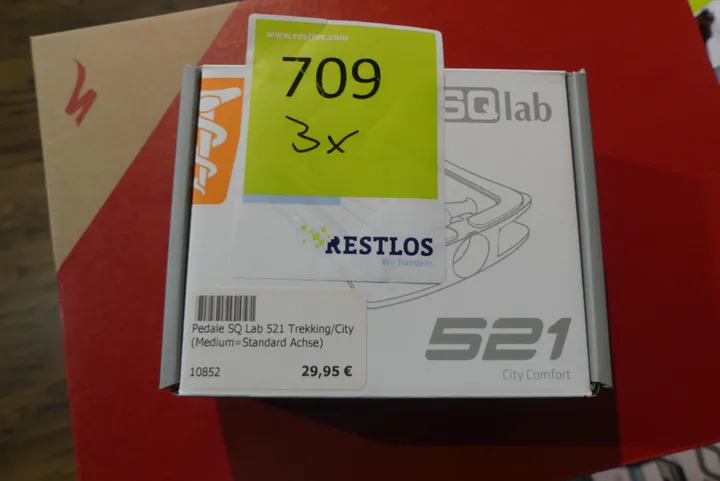 www.restlos.com
709
3x
SQlab
RESTLOS
Wir handeln.
Pedale SQ Lab 521 Trekking/City
(Medium=Standard Achse)
10852
29,95 €
521
City Comfort